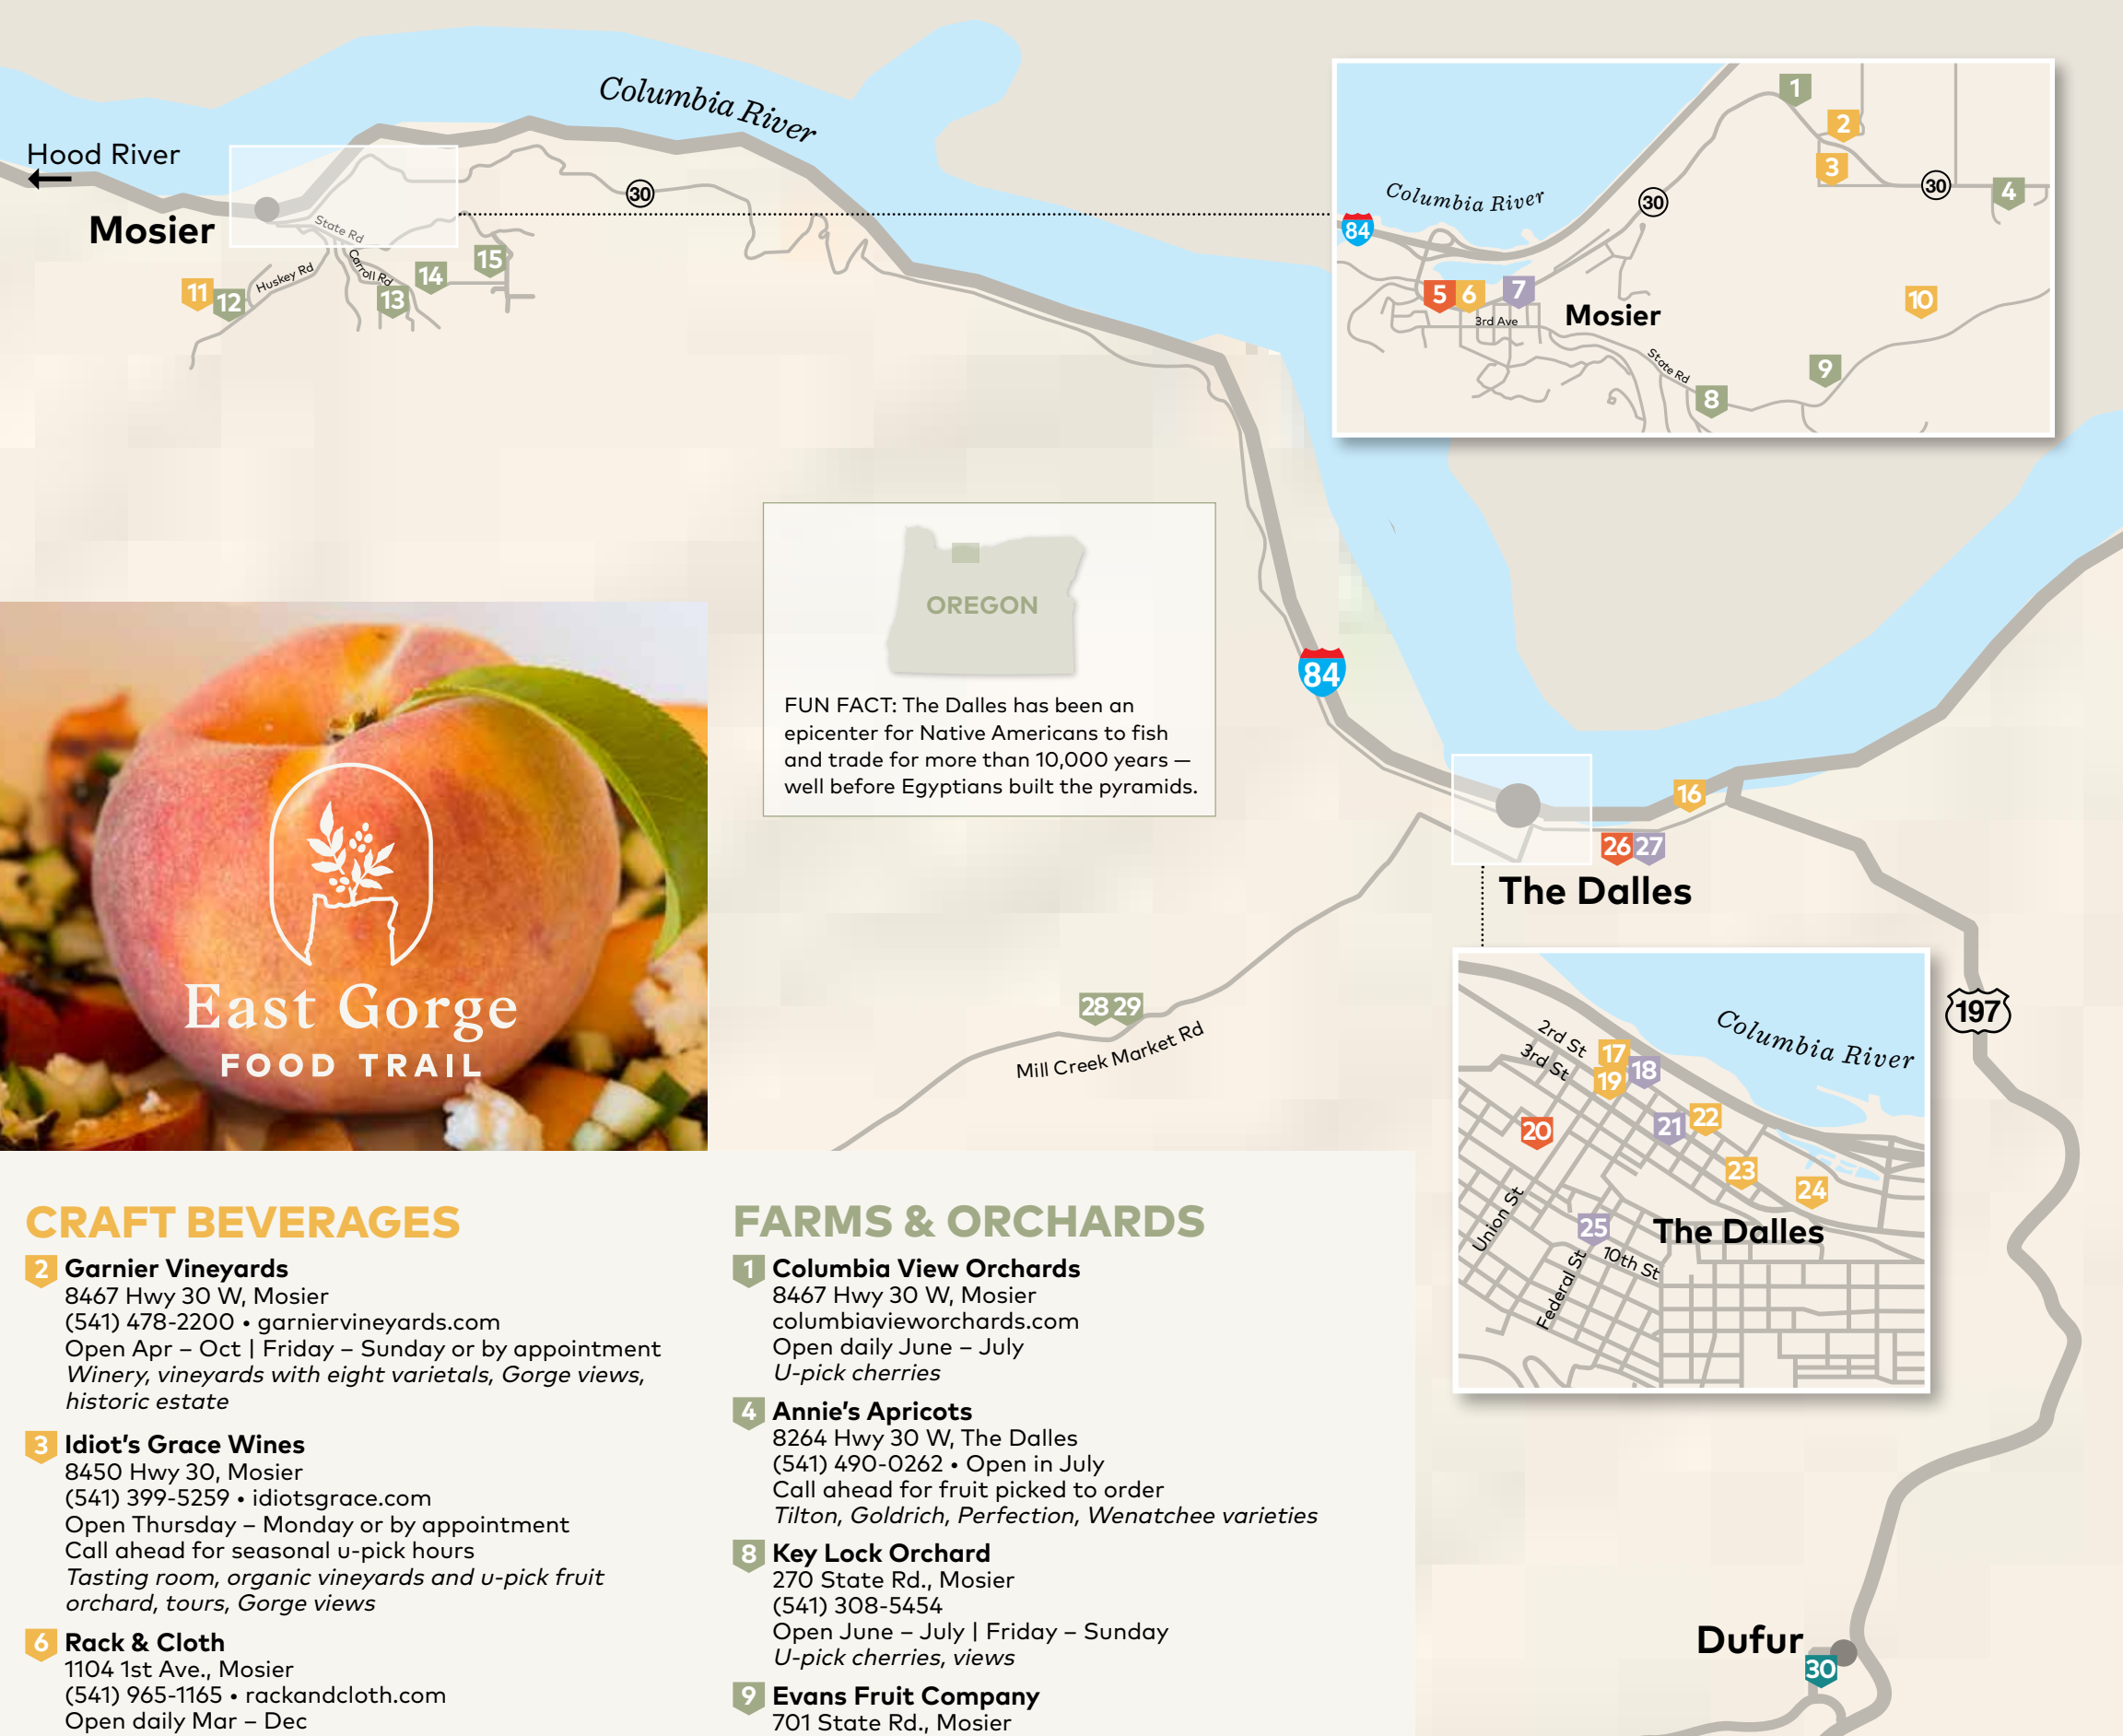 Columbia River
Hood River
Mosier
30
State Rd
Huskey Rd
Carroll Rd
11
12
13
14
15
1
2
3
4
30
30
Columbia River
84
5
6
7
3rd Ave
Mosier
10
State Rd
9
8
OREGON
FUN FACT: The Dalles has been an
epicenter for Native Americans to fish
and trade for more than 10,000 years —
well before Egyptians built the pyramids.
84
16
26
27
The Dalles
East Gorge
FOOD TRAIL
28
29
Mill Creek Market Rd
197
Columbia River
2rd St
3rd St
17
18
19
20
21
22
23
24
Union St
25
The Dalles
10th St
Federal St
Dufur
30
CRAFT BEVERAGES
2 Garnier Vineyards
8467 Hwy 30 W, Mosier
(541) 478-2200 • garniervineyards.com
Open Apr – Oct | Friday – Sunday or by appointment
Winery, vineyards with eight varietals, Gorge views,
historic estate
3 Idiot’s Grace Wines
8450 Hwy 30, Mosier
(541) 399-5259 • idiotsgrace.com
Open Thursday – Monday or by appointment
Call ahead for seasonal u-pick hours
Tasting room, organic vineyards and u-pick fruit
orchard, tours, Gorge views
6 Rack & Cloth
1104 1st Ave., Mosier
(541) 965-1165 • rackandcloth.com
Open daily Mar – Dec
FARMS & ORCHARDS
1 Columbia View Orchards
8467 Hwy 30 W, Mosier
columbiavieworchards.com
Open daily June – July
U-pick cherries
4 Annie’s Apricots
8264 Hwy 30 W, The Dalles
(541) 490-0262 • Open in July
Call ahead for fruit picked to order
Tilton, Goldrich, Perfection, Wenatchee varieties
8 Key Lock Orchard
270 State Rd., Mosier
(541) 308-5454
Open June – July | Friday – Sunday
U-pick cherries, views
9 Evans Fruit Company
701 State Rd., Mosier